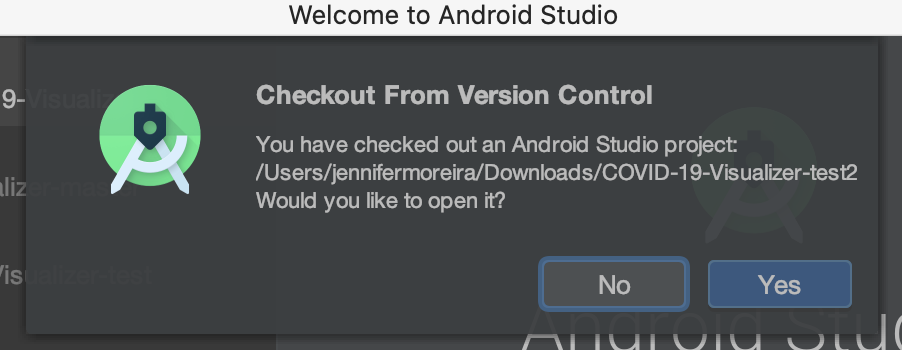 Welcome to Android Studio
9-Visualiz
Checkout From Version Control
You have checked out an Android Studio project:
/Users/jennifermoreira/Downloads/COVID-19-Visualizer-test2
Would you like to open it?
alizer-master
Visualizer-test
No
Yes
Android Stud